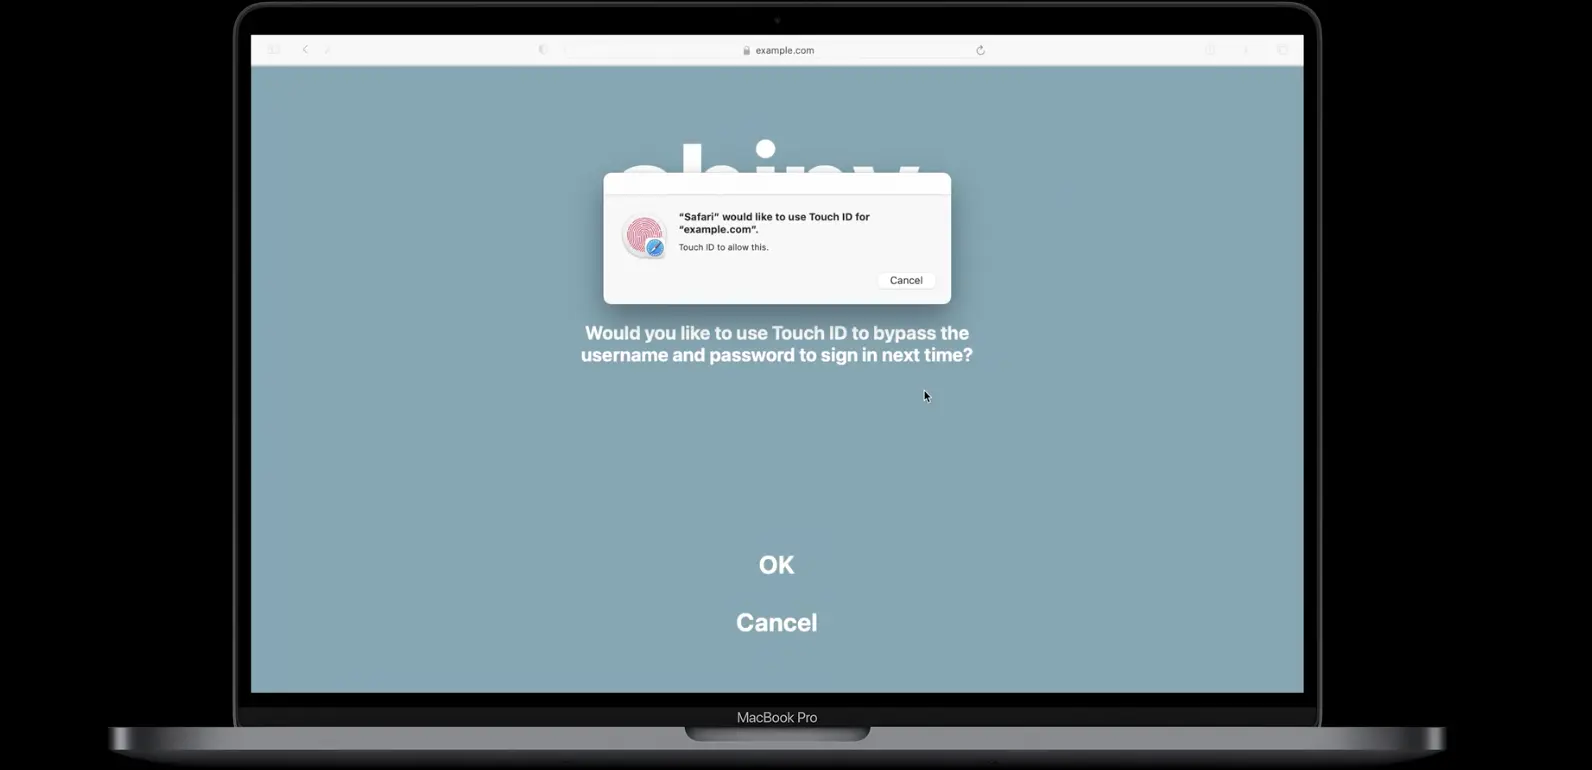 example.com
shiny
“Safari” would like to use Touch ID for
“example.com”.
Touch ID to allow this.
Cancel
Would you like to use Touch ID to bypass the
username and password to sign in next time?
OK
Cancel
MacBook Pro